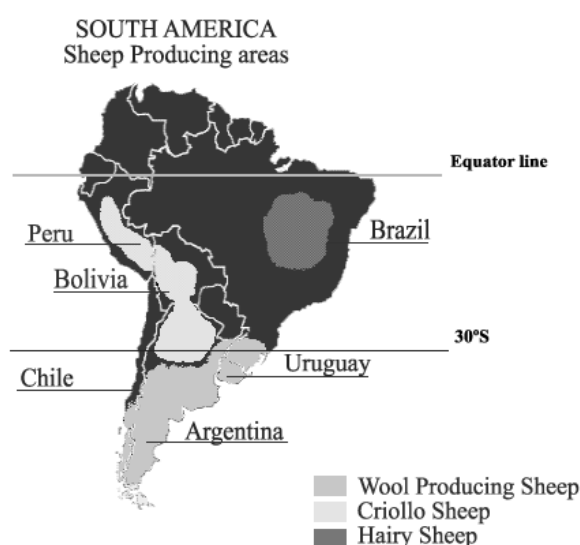 SOUTH AMERICA
Sheep Producing areas
Equator line
Peru
Brazil
Bolivia
30ºS
Uruguay
Chile
Argentina
Wool Producing Sheep
Criollo Sheep
Hairy Sheep